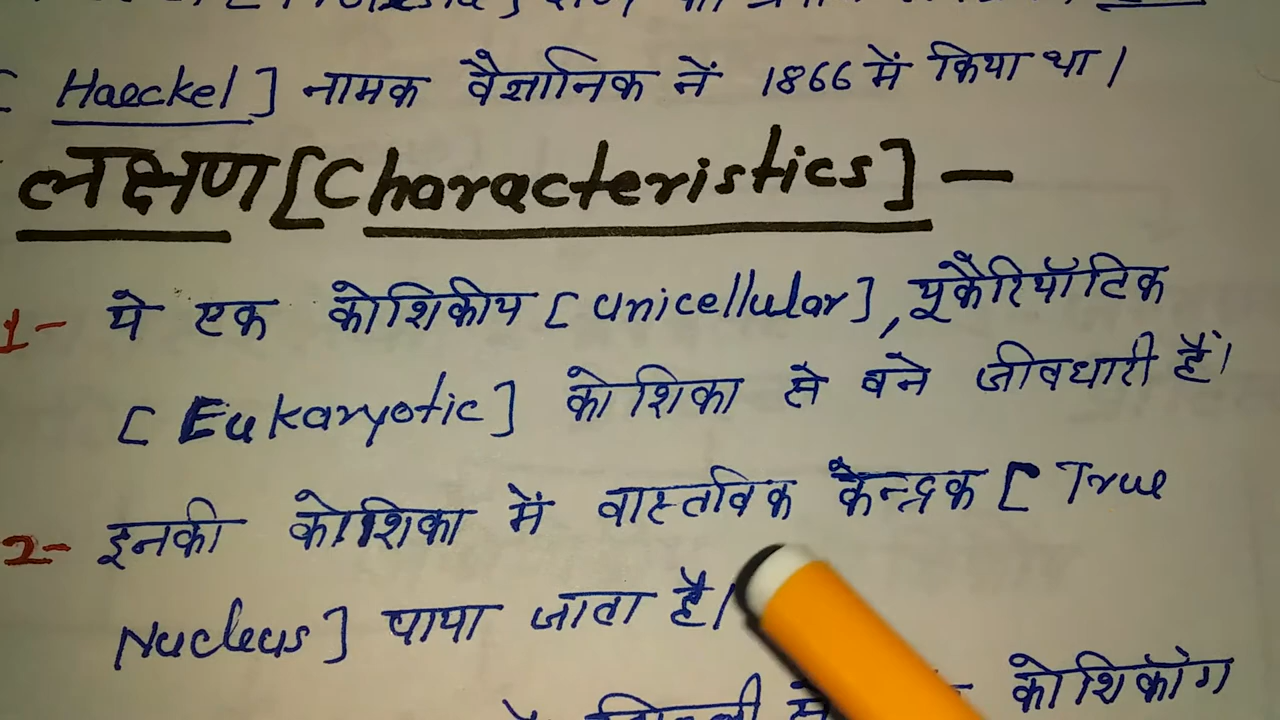 [Haeckel] नामक वैज्ञानिक नें 1866 में किया था।
लक्षण [Characteristics] —
1- ये एक कोशिकीय [Unicellular], यूकैरियॉटिक
[Eukaryotic] कोशिका से बने जीवधारी हैं।
2- इनकी कोशिका में वास्तविक केन्द्रक [True
Nucleus] पाया जाता है।
कोशिकॉंग